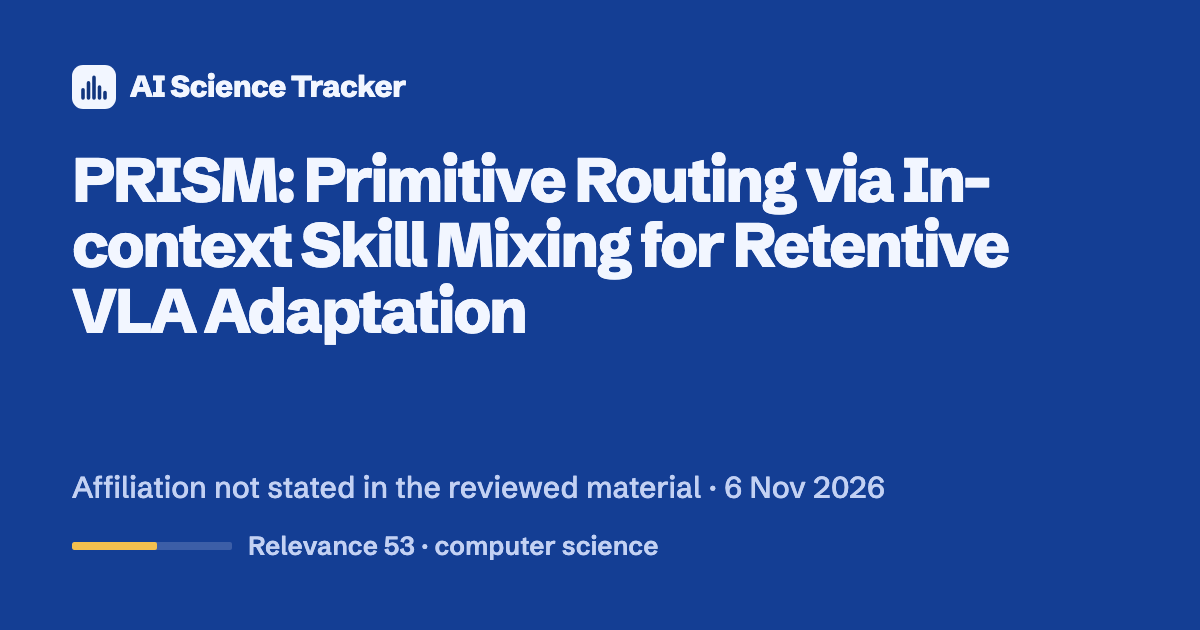 AI Science Tracker
PRISM: Primitive Routing via In-
context Skill Mixing for Retentive
VLA Adaptation
Affiliation not stated in the reviewed material · 6 Nov 2026
Relevance 53 · computer science